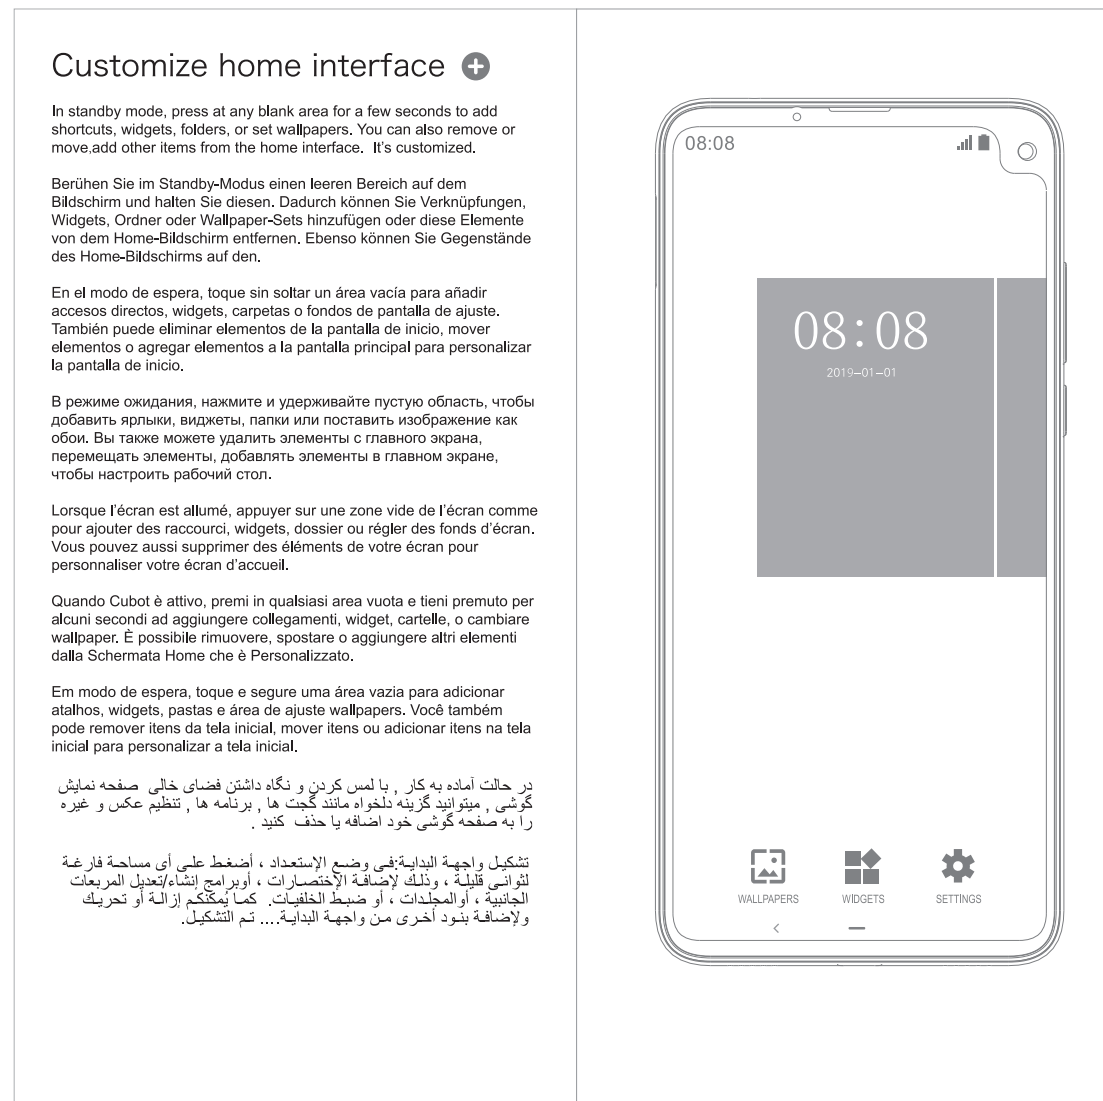 Customize home interface
In standby mode, press at any blank area for a few seconds to add
shortcuts, widgets, folders, or set wallpapers. You can also remove or
move,add other items from the home interface.  It's customized.
Berühen Sie im Standby-Modus einen leeren Bereich auf dem
Bildschirm und halten Sie diesen. Dadurch können Sie Verknüpfungen,
Widgets, Ordner oder Wallpaper-Sets hinzufügen oder diese Elemente
von dem Home-Bildschirm entfernen. Ebenso können Sie Gegenstände
des Home-Bildschirms auf den.
En el modo de espera, toque sin soltar un área vacía para añadir
accesos directos, widgets, carpetas o fondos de pantalla de ajuste.
También puede eliminar elementos de la pantalla de inicio, mover
elementos o agregar elementos a la pantalla principal para personalizar
la pantalla de inicio.
В режиме ожидания, нажмите и удерживайте пустую область, чтобы
добавить ярлыки, виджеты, папки или поставить изображение как
обои. Вы также можете удалить элементы с главного экрана,
перемещать элементы, добавлять элементы в главном экране,
чтобы настроить рабочий стол.
Lorsque l'écran est allumé, appuyer sur une zone vide de l'écran comme
pour ajouter des raccourci, widgets, dossier ou régler des fonds d'écran.
Vous pouvez aussi supprimer des éléments de votre écran pour
personnaliser votre écran d'accueil.
Quando Cubot è attivo, premi in qualsiasi area vuota e tieni premuto per
alcuni secondi ad aggiungere collegamenti, widget, cartelle, o cambiare
wallpaper. È possibile rimuovere, spostare o aggiungere altri elementi
dalla Schermata Home che è Personalizzato.
Em modo de espera, toque e segure uma área vazia para adicionar
atalhos, widgets, pastas e área de ajuste wallpapers. Você também
pode remover itens da tela inicial, mover itens ou adicionar itens na tela
inicial para personalizar a tela inicial.
در حالت آماده به کار , با لمس کردن و نگاه داشتن فضای خالی  صفحه نمایش
گوشی , میتوانید گزینه دلخواه مانند گجت ها , برنامه ها , تنظیم عکس و غیره
را به صفحه گوشی خود اضافه یا حذف  کنید .
تشكيل واجهة البداية:فى وضع الإستعداد ، أضغط على أى مساحة فارغة
لثوانى قليلة ، وذلك لإضافة الإختصارات ، أوبرامج إنشاء/تعديل المربعات
الجانبية ، أوالمجلدات ، أو ضبط الخلفيات.  كما يُمكنكم إزالة أو تحريك
ولإضافة بنود أخرى من واجهة البداية.... تم التشكيل.
08:08
08:08
2019-01-01
WALLPAPERS
WIDGETS
SETTINGS